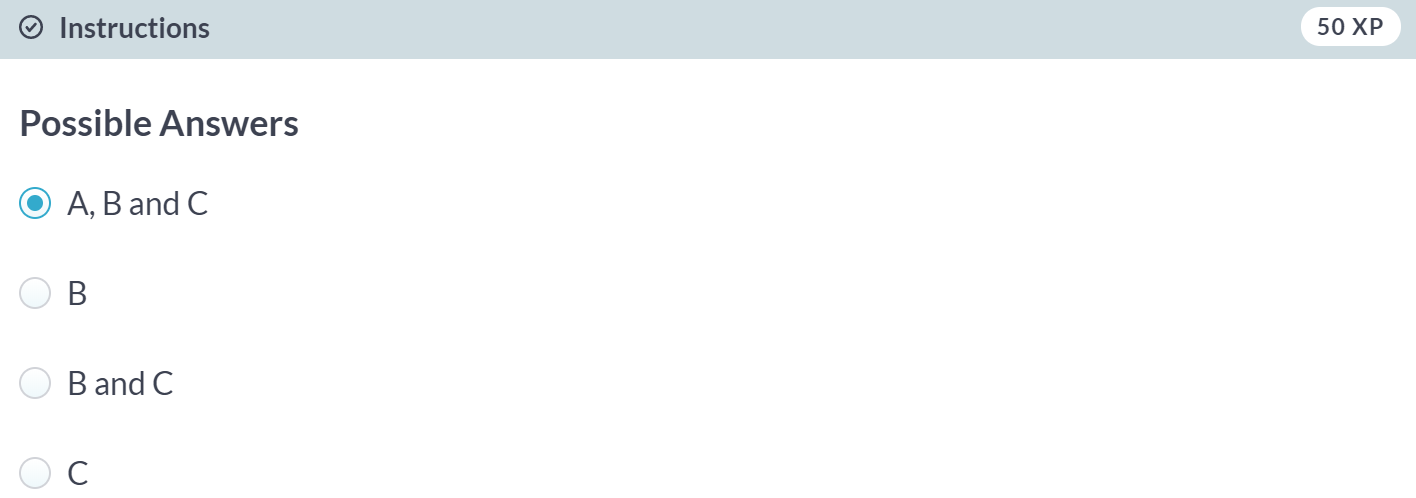 Instructions
50 XP
Possible Answers
A, B and C
B
B and C
C